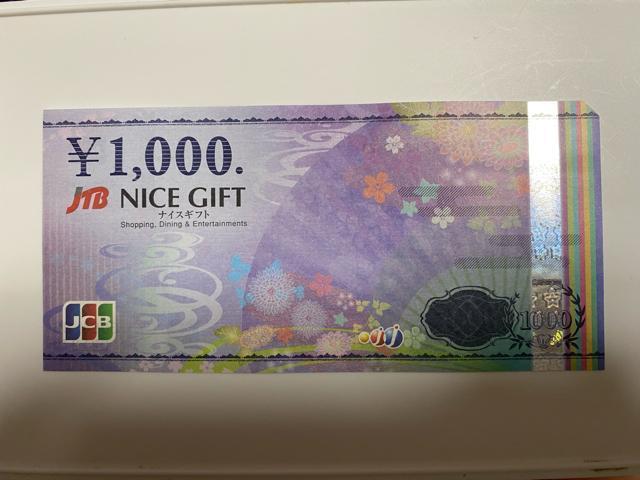 ¥1,000.
JTB NICE GIFT
ナイスギフト
Shopping, Dining & Entertainments
JCB
1000